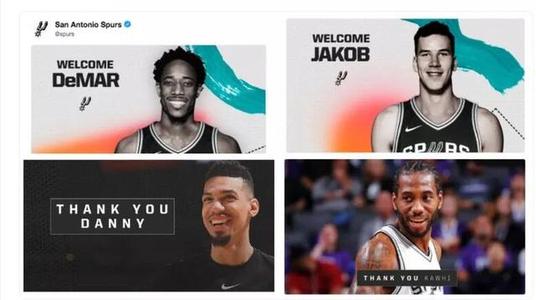 San Antonio Spurs
@spurs
WELCOME
DeMAR
WELCOME
JAKOB
SPURS
THANK YOU
DANNY
THANK YOU KAWHI